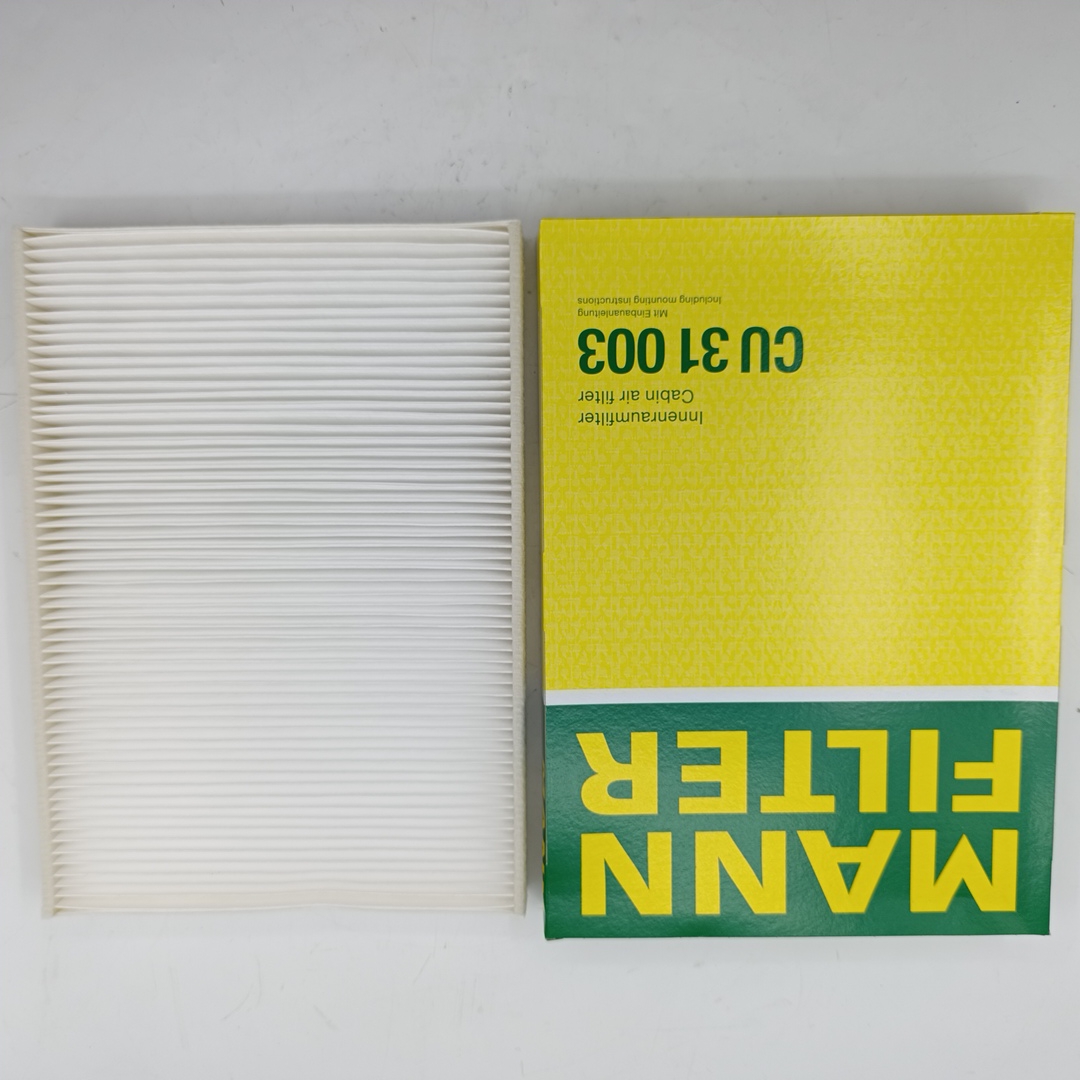 MANN
FILTER
Innenraumfilter
Cabin air filter
CU 31 003
Mit Einbauanleitung
Including mounting instructions